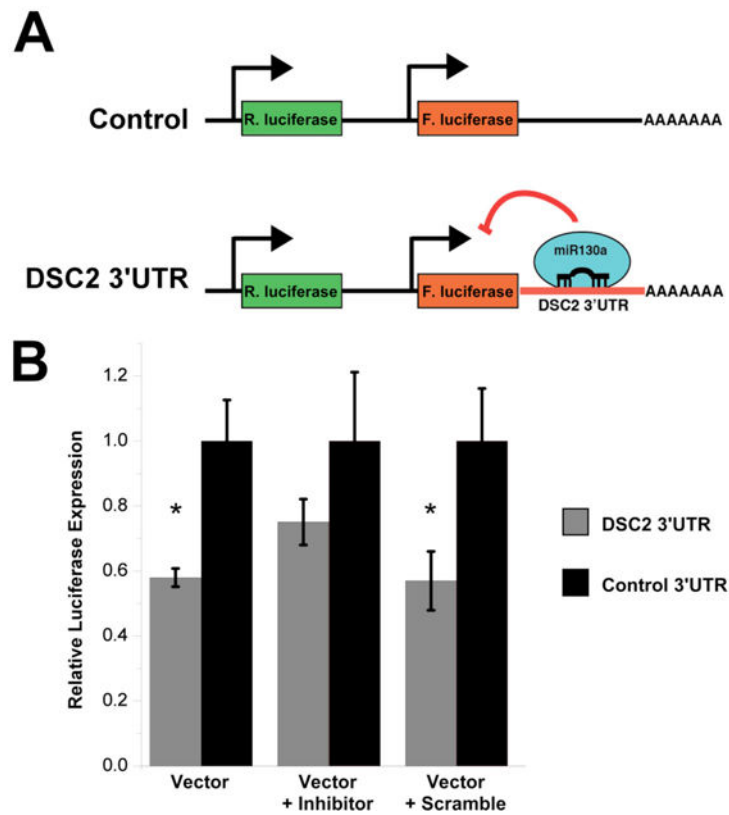 A
Control
R. luciferase
F. luciferase
AAAAAAA
DSC2 3'UTR
R. luciferase
F. luciferase
miR130a
DSC2 3'UTR
AAAAAAA
B
Relative Luciferase Expression
1.2
1.0
0.8
0.6
0.4
0.2
0.0
*
*
Vector
Vector
+ Inhibitor
Vector
+ Scramble
DSC2 3'UTR
Control 3'UTR